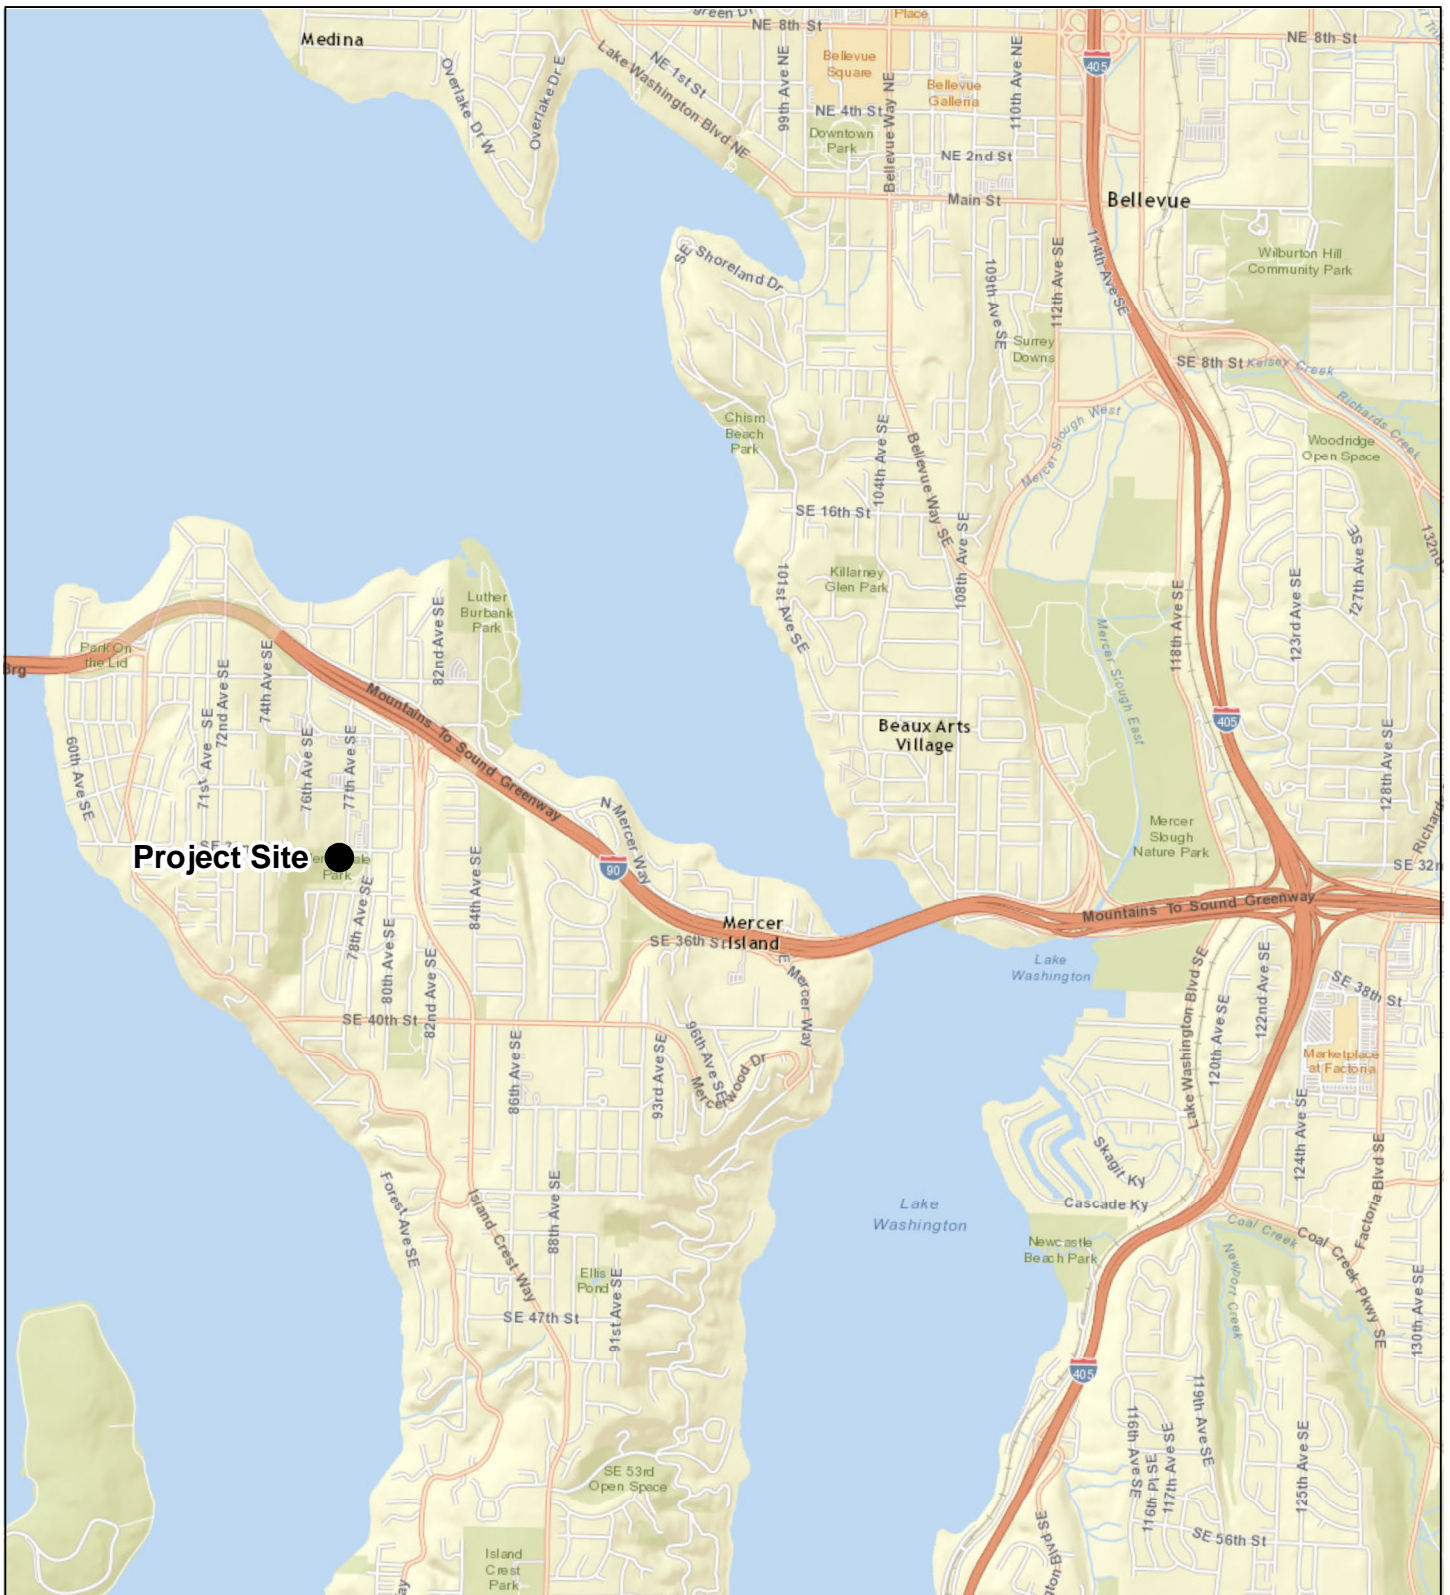 Medina
green Dr
Place
NE 8th St
NE 8th St
405
Bellevue
Square
Bellevue
Galleria
Overlake Dr W
Overlake Dr E
Lake Washington Blvd NE
NE 1st St
99th Ave NE
NE 4th St
Downtown
Park
Bellevue Way NE
110th Ave NE
NE 2nd St
Main St
Bellevue
Wilburton Hill
Community Park
SE
Shoreland Dr
109th Ave SE
112th Ave SE
114th Ave SE
Surrey
Downs
SE 8th St
Kelsey Creek
Richards Creek
Chism
Beach
Park
104th Ave SE
Bellevue Way SE
Mercer Slough West
Woodridge
Open Space
SE 16th St
101st Ave SE
Killarney
Glen Park
108th Ave SE
Mercer Slough East
118th Ave SE
123rd Ave SE
127th Ave SE
132nd
Luther
Burbank
Park
82nd Ave SE
Park On
the Lid
Brg
60th Ave SE
71st Ave SE
72nd Ave SE
74th Ave SE
76th Ave SE
77th Ave SE
Mountains To Sound Greenway
405
Beaux Arts
Village
128th Ave SE
Richard
N Mercer Way
90
Mercer
Slough
Nature Park
SE 32n
Project Site
Park
78th Ave SE
80th Ave SE
82nd Ave SE
84th Ave SE
Mercer
Island
SE 36th St
E Mercer Way
Mountains To Sound Greenway
Lake
Washington
Lake Washington Blvd SE
120th Ave SE
122nd Ave SE
SE 38th St
Marketplace
at Factoria
SE 40th St
86th Ave SE
93rd Ave SE
96th Ave SE
Mercerwood Dr
124th Ave SE
Factoria Blvd SE
Skagit Ky
Cascade Ky
Forest Ave SE
Island Crest Way
88th Ave SE
Lake
Washington
Newcastle
Beach Park
Coal Creek
Coal Creek Pkwy SE
Newport Creek
Ellis
Pond
91st Ave SE
SE 47th St
130th Ave SE
405
116th Ave SE
116th Pl SE
117th Ave SE
119th Ave SE
125th Ave SE
SE 53rd
Open Space
SE 56th St
gton Blvd SE
Island
Crest
Park
ay